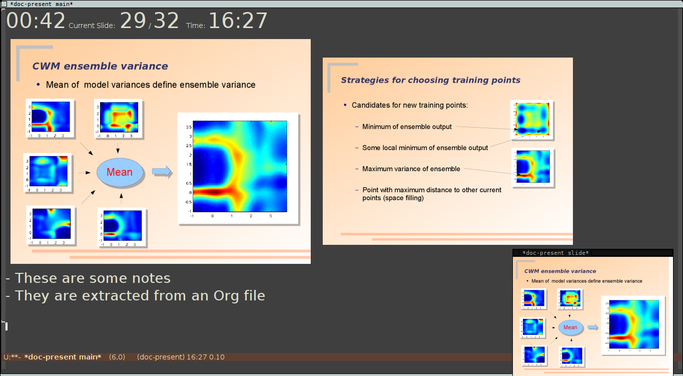 *doc-present main*
00:42 Current Slide: 29 / 32 Time: 16:27
CWM ensemble variance
• Mean of model variances define ensemble variance
Mean
Strategies for choosing training points
• Candidates for new training points:
– Minimum of ensemble output
– Some local minimum of ensemble output
– Maximum variance of ensemble
– Point with maximum distance to other current
points (space filling)
- These are some notes
- They are extracted from an Org file
U:**- *doc-present main* (6,0) (doc-present) 16:27 0.10
*doc-present slide*
CWM ensemble variance
• Mean of model variances define ensemble variance
Mean